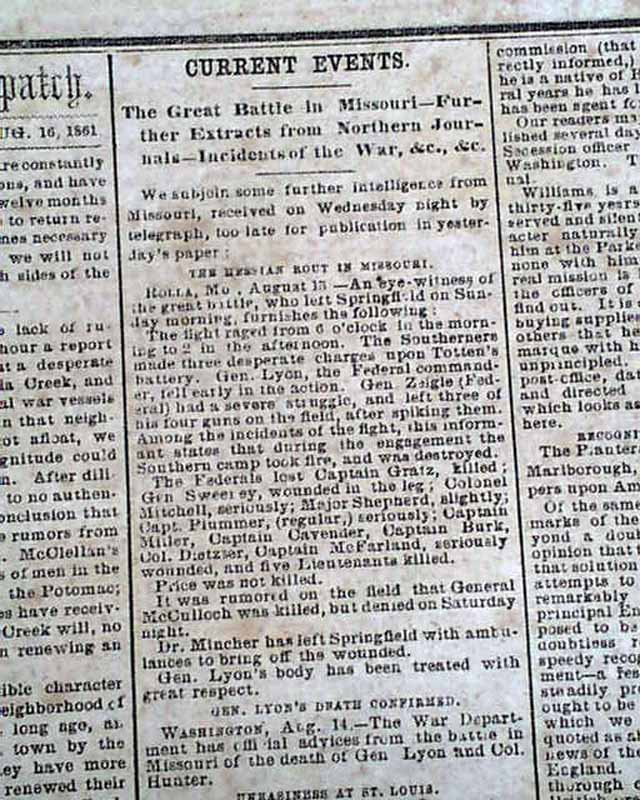 patch.
UG. 16, 1861
re constantly
ons, and have
welve months
to return re-
nes necessary
we will not
h sides of the
lack of ru-
hour a report
at a desperate
Creek, and
al war vessels
n that neigh-
ot afloat, we
gnitude could
n. After dili-
to no authen-
onclusion that
rumors from
McClellan's
s of men in the
the Potomac;
es have receiv-
Creek will, no
n renewing an
ible character
eighborhood of
long ago, an
town by the
ey have more
renewed their
CURRENT EVENTS.
The Great Battle in Missouri—Fur-
ther Extracts from Northern Jour-
nals—Incidents of the War, &c., &c.
We subjoin some further intelligence from
Missouri, received on Wednesday night by
telegraph, too late for publication in yester-
day's paper:
THE HESSIAN ROUT IN MISSOURI.
ROLLA, Mo, August 13—An eye-witness of
the great battle, who left Springfield on Sun-
day morning, furnishes the following:
The fight raged from 6 o'clock in the morn-
ing to 2 in the afternoon. The Southerners
made three desperate charges upon Totten's
battery. Gen. Lyon, the Federal command-
er, fell early in the action. Gen. Zeigle (Fed-
eral) had a severe struggle, and left three of
his four guns on the field, after spiking them.
Among the incidents of the fight, this inform-
ant states that during the engagement the
Southern camp took fire, and was destroyed.
The Federals lost Captain Gratz, killed;
Gen Sweeney, wounded in the leg; Colonel
Mitchell, seriously; Major Shepherd, slightly;
Capt. Plummer, (regular,) seriously; Captain
Miller, Captain Cavender, Captain Burk,
Col. Dietzser, Captain McFarland, seriously
wounded, and five Lieutenants killed.
Price was not killed.
It was rumored on the field that General
McCulloch was killed, but denied on Saturday
night.
Dr. Mincher has left Springfield with ambu-
lances to bring off the wounded.
Gen. Lyon's body has been treated with
great respect.
GEN. LYON'S DEATH CONFIRMED.
WASHINGTON, Aug. 14.—The War Depart-
ment has official advices from the battle in
Missouri of the death of Gen Lyon and Col.
Hunter.
UNEASINESS AT ST. LOUIS.
commission (that
rectly informed,)
he is a native of
ral years he has
has been agent fo
Our readers m
lished several day
Secession officer
Washington. T
nal.
Williams is a
thirty-five years
served and silen
acter naturally
him at the Park
none with him
real mission is
the officers of
find out. It is
buying supplies
others that he
marque with h
unprincipled.
post-office, dat
and directed
which looks as
here.
RECOGNI
The Planters
Marlborough,
pers upon Am
Of the same
marks of the
yond a dou
opinion that
that solution
attempts to
remarkably
principal En
posed to be
doubtless r
speedy reco
ment—a fes
steadily pr
ought to be
which we
quoted as ab
news of the
England.
thorough c